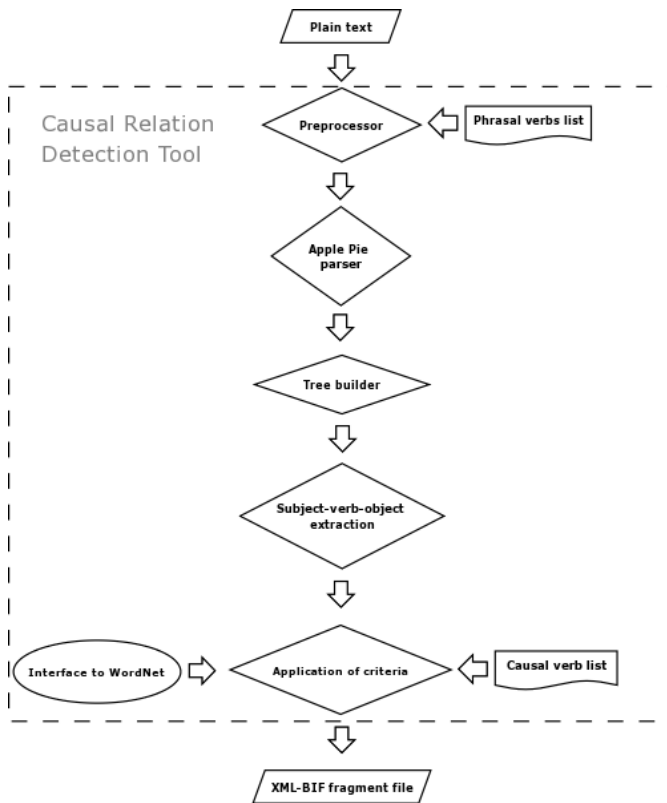 Plain text
Causal Relation
Detection Tool
Preprocessor
Phrasal verbs list
Apple Pie
parser
Tree builder
Subject-verb-object
extraction
Interface to WordNet
Application of criteria
Causal verb list
XML-BIF fragment file